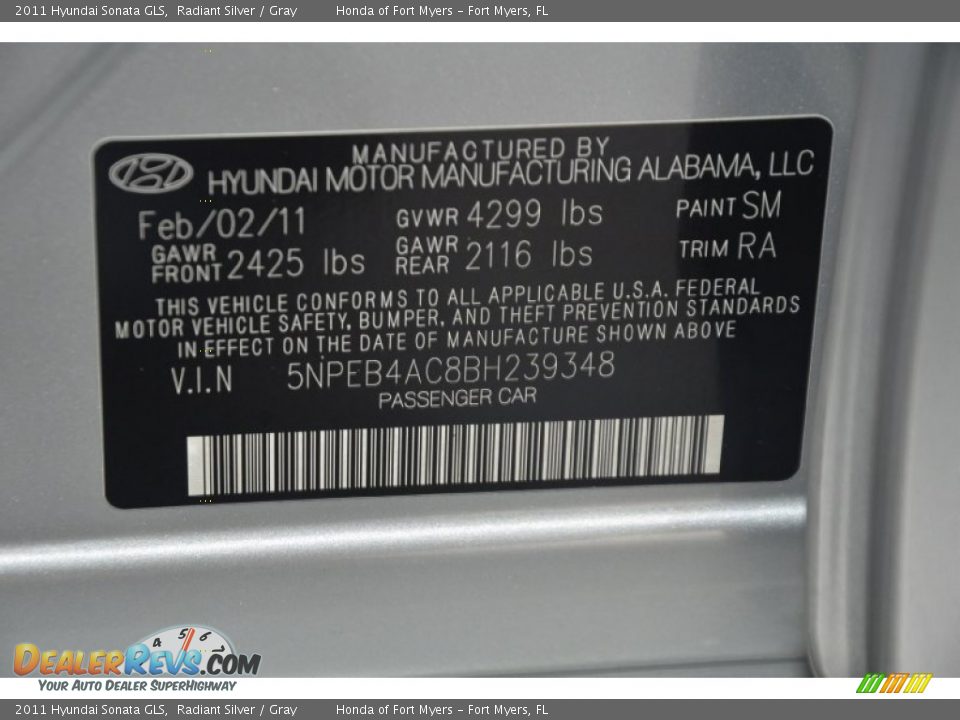 2011 Hyundai Sonata GLS, Radiant Silver / Gray Honda of Fort Myers - Fort Myers, FL
MANUFACTURED BY
HYUNDAI MOTOR MANUFACTURING ALABAMA, LLC
Feb/02/11 GVWR 4299 lbs PAINT SM
GAWR FRONT 2425 lbs GAWR REAR 2116 lbs TRIM RA
THIS VEHICLE CONFORMS TO ALL APPLICABLE U.S.A. FEDERAL
MOTOR VEHICLE SAFETY, BUMPER, AND THEFT PREVENTION STANDARDS
IN EFFECT ON THE DATE OF MANUFACTURE SHOWN ABOVE
V.I.N 5NPEB4AC8BH239348
PASSENGER CAR
4 5 6 7
DEALERREVS.COM
YOUR AUTO DEALER SUPERHIGHWAY
2011 Hyundai Sonata GLS, Radiant Silver / Gray Honda of Fort Myers - Fort Myers, FL